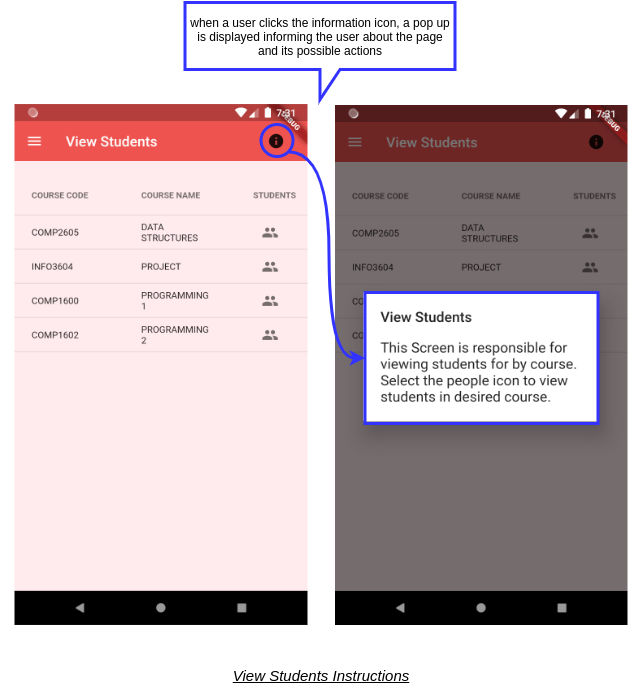 when a user clicks the information icon, a pop up
is displayed informing the user about the page
and its possible actions
7:31
DEBUG
View Students
COURSE CODE COURSE NAME STUDENTS
COMP2605 DATA
STRUCTURES
INFO3604 PROJECT
COMP1600 PROGRAMMING
1
COMP1602 PROGRAMMING
2
7:31
DEBUG
View Students
COURSE CODE COURSE NAME STUDENTS
COMP2605 DATA
STRUCTURES
INFO3604 PROJECT
CO
CO
View Students
This Screen is responsible for
viewing students for by course.
Select the people icon to view
students in desired course.
View Students Instructions